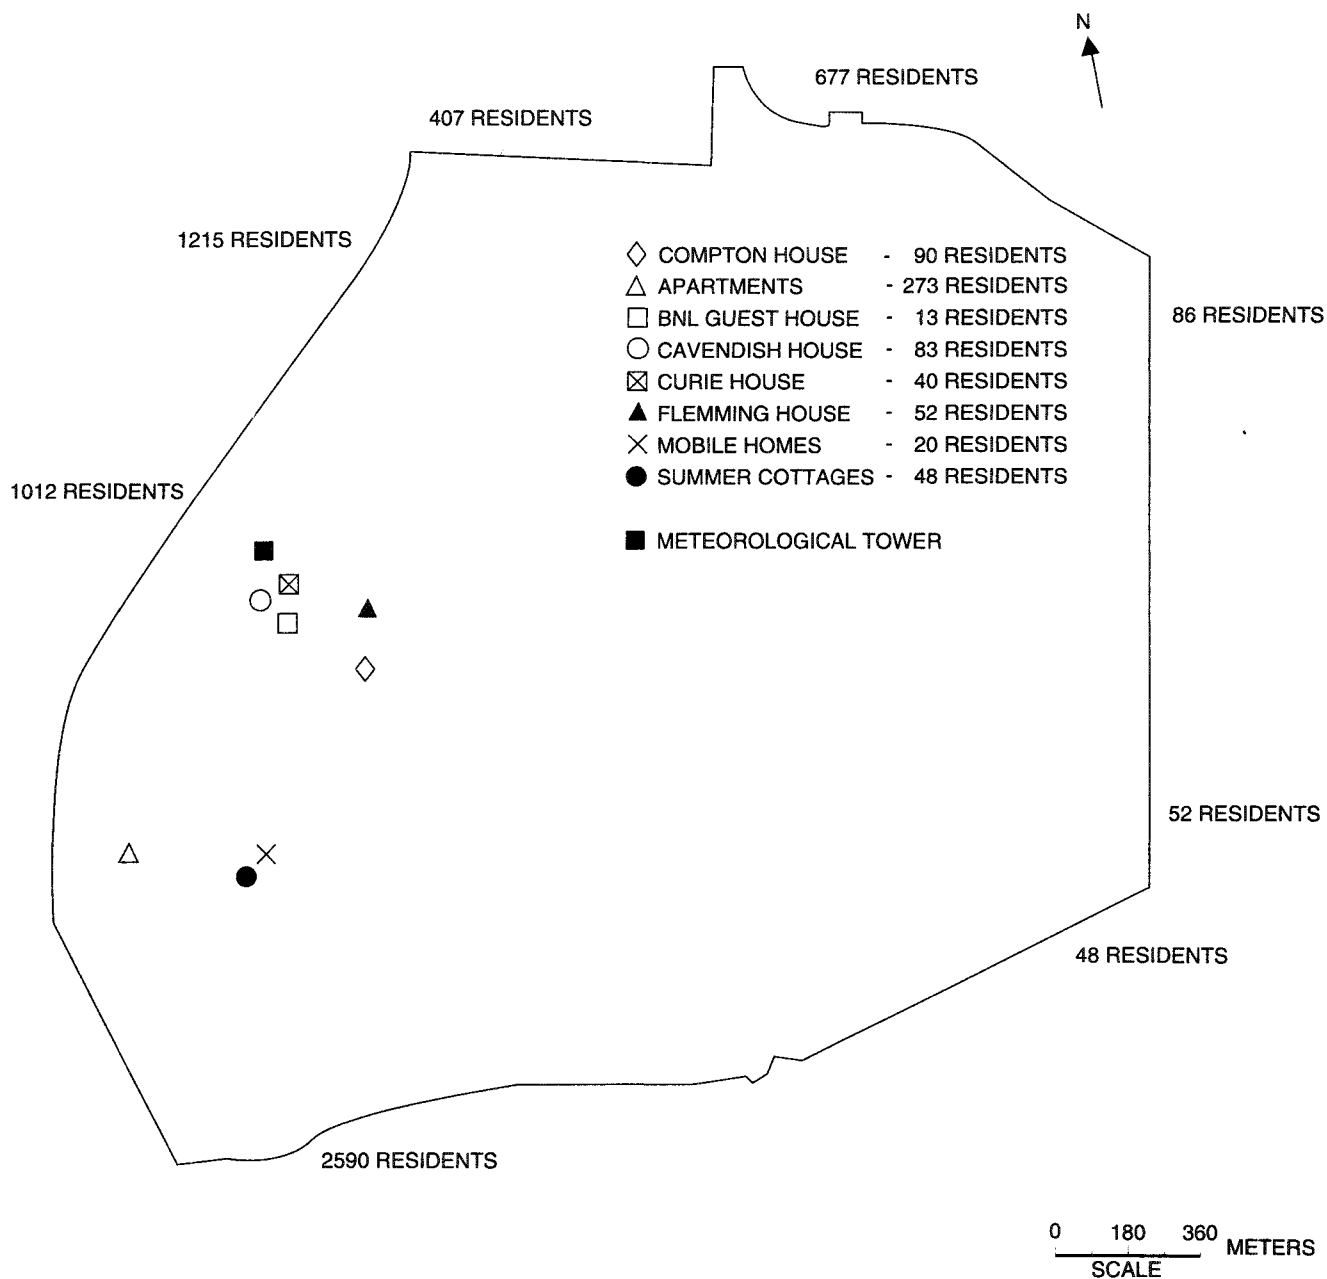 N
677 RESIDENTS
407 RESIDENTS
1215 RESIDENTS
COMPTON HOUSE - 90 RESIDENTS
APARTMENTS - 273 RESIDENTS
BNL GUEST HOUSE - 13 RESIDENTS
86 RESIDENTS
CAVENDISH HOUSE - 83 RESIDENTS
CURIE HOUSE - 40 RESIDENTS
FLEMMING HOUSE - 52 RESIDENTS
MOBILE HOMES - 20 RESIDENTS
SUMMER COTTAGES - 48 RESIDENTS
1012 RESIDENTS
METEOROLOGICAL TOWER
52 RESIDENTS
48 RESIDENTS
2590 RESIDENTS
0 180 360 METERS
SCALE